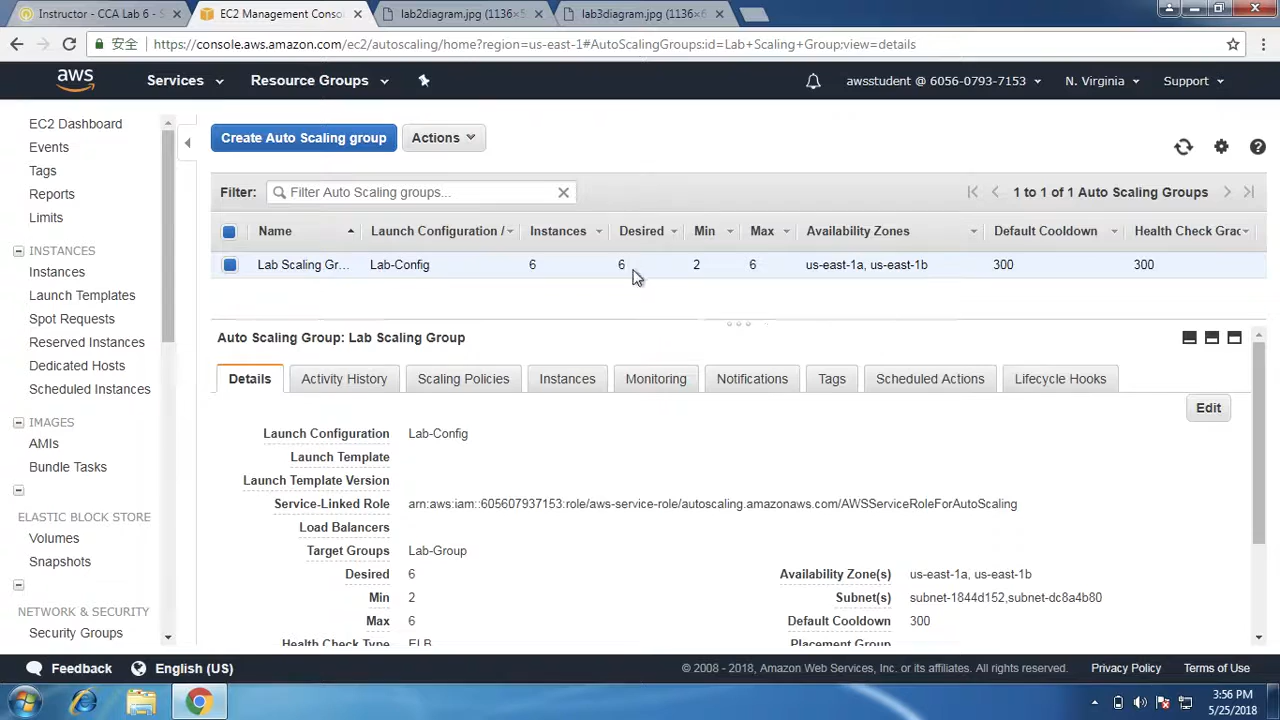 Instructor - CCA Lab 6 - S
EC2 Management Conso
lab2diagram.jpg (1136×5
lab3diagram.jpg (1136×6
安全
https://console.aws.amazon.com/ec2/autoscaling/home?region=us-east-1#AutoScalingGroups:id=Lab+Scaling+Group;view=details
aws
Services
Resource Groups
awsstudent @ 6056-0793-7153
N. Virginia
Support
EC2 Dashboard
Events
Tags
Reports
Limits
INSTANCES
Instances
Launch Templates
Spot Requests
Reserved Instances
Dedicated Hosts
Scheduled Instances
IMAGES
AMIs
Bundle Tasks
ELASTIC BLOCK STORE
Volumes
Snapshots
NETWORK & SECURITY
Security Groups
Create Auto Scaling group
Actions
Filter:
Filter Auto Scaling groups...
1 to 1 of 1 Auto Scaling Groups
Name Launch Configuration / Instances Desired Min Max Availability Zones Default Cooldown Health Check Grac
Lab Scaling Gr... Lab-Config 6 6 2 6 us-east-1a, us-east-1b 300 300
Auto Scaling Group: Lab Scaling Group
Details Activity History Scaling Policies Instances Monitoring Notifications Tags Scheduled Actions Lifecycle Hooks
Edit
Launch Configuration Lab-Config
Launch Template
Launch Template Version
Service-Linked Role arn:aws:iam::605607937153:role/aws-service-role/autoscaling.amazonaws.com/AWSServiceRoleForAutoScaling
Load Balancers
Target Groups Lab-Group
Desired 6 Availability Zone(s) us-east-1a, us-east-1b
Min 2 Subnet(s) subnet-1844d152,subnet-dc8a4b80
Max 6 Default Cooldown 300
Health Check Type ELB Placement Group
Feedback
English (US)
© 2008 - 2018, Amazon Web Services, Inc. or its affiliates. All rights reserved.
Privacy Policy
Terms of Use
3:56 PM
5/25/2018